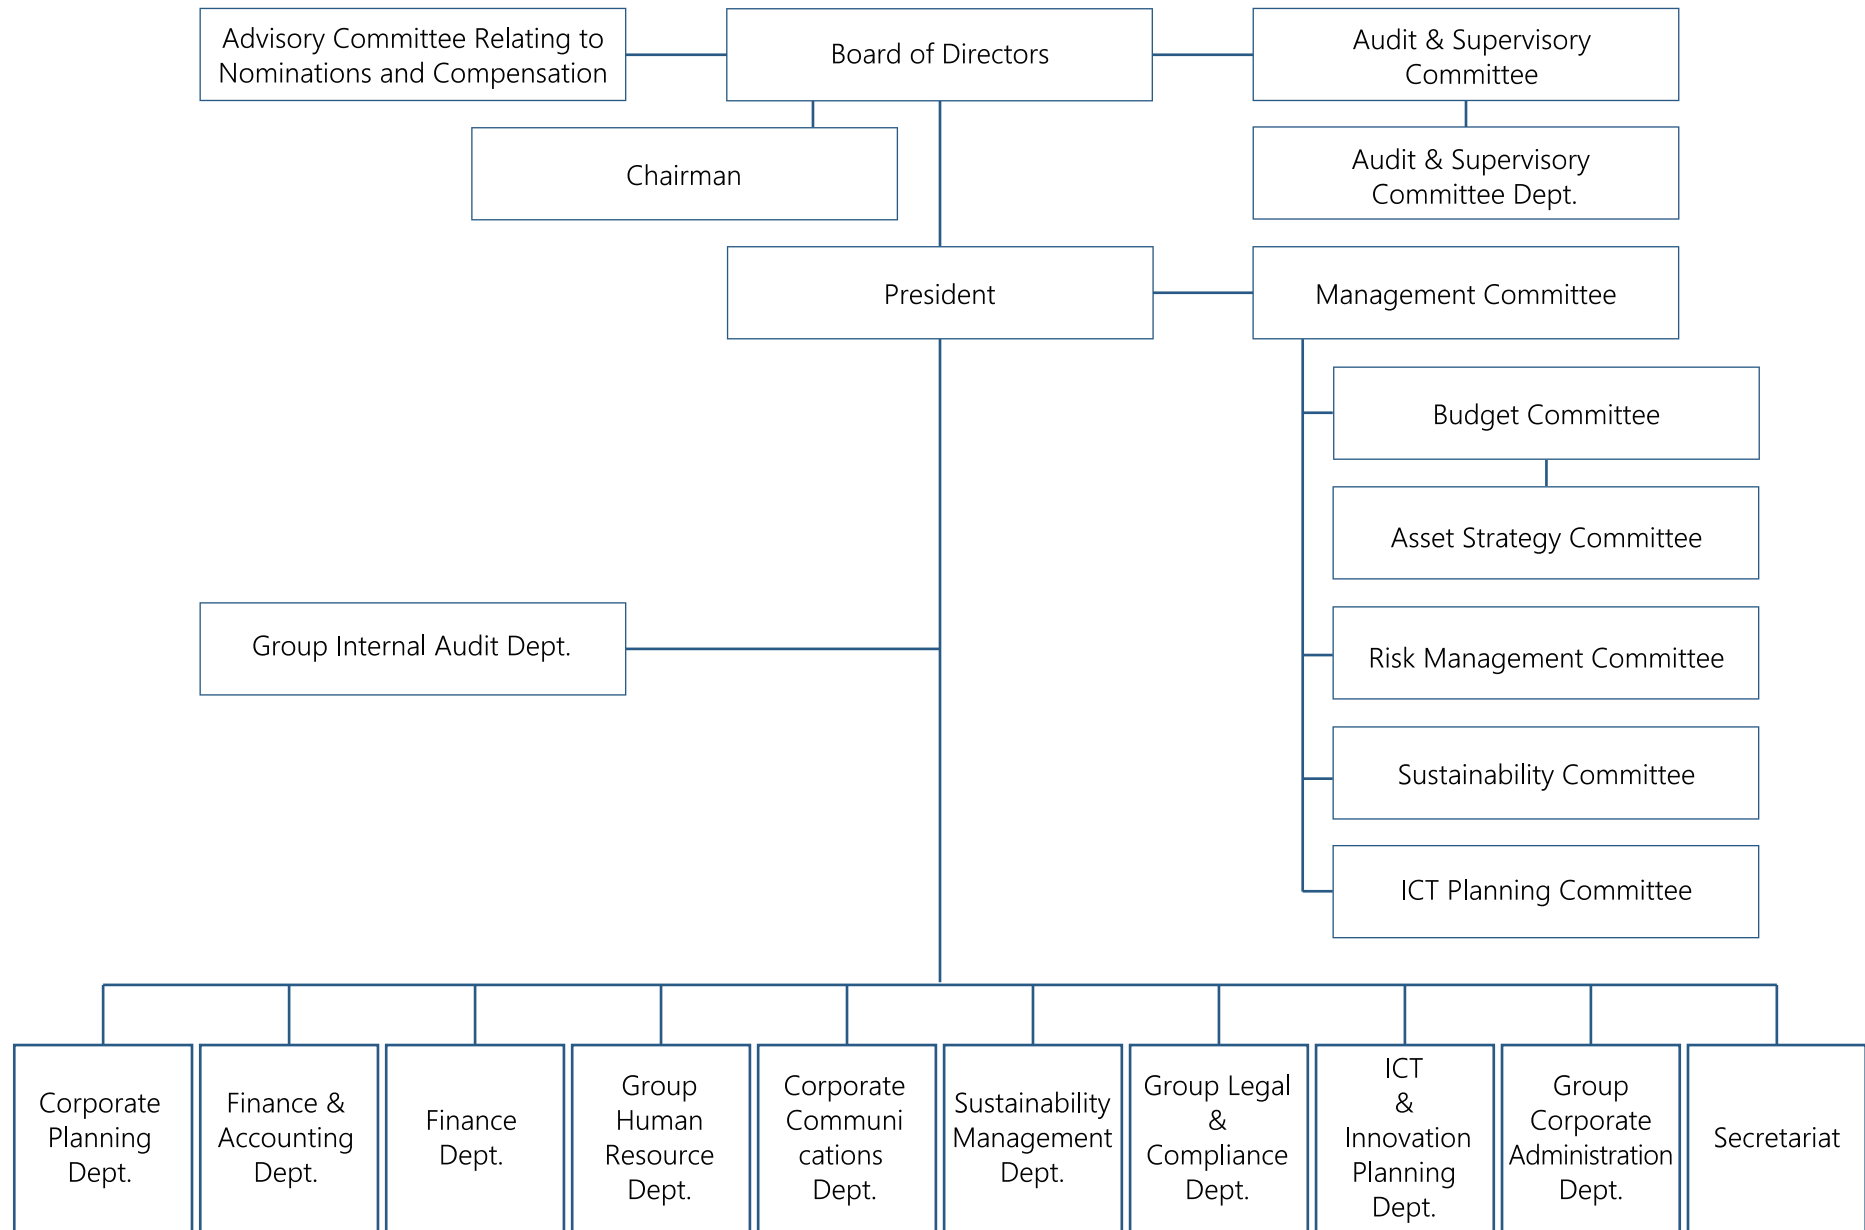 Advisory Committee Relating to
Nominations and Compensation
Board of Directors
Audit & Supervisory
Committee
Chairman
Audit & Supervisory
Committee Dept.
President
Management Committee
Budget Committee
Asset Strategy Committee
Group Internal Audit Dept.
Risk Management Committee
Sustainability Committee
ICT Planning Committee
Corporate
Planning
Dept.
Finance &
Accounting
Dept.
Finance
Dept.
Group
Human
Resource
Dept.
Corporate
Communi
cations
Dept.
Sustainability
Management
Dept.
Group Legal
&
Compliance
Dept.
ICT
&
Innovation
Planning
Dept.
Group
Corporate
Administration
Dept.
Secretariat